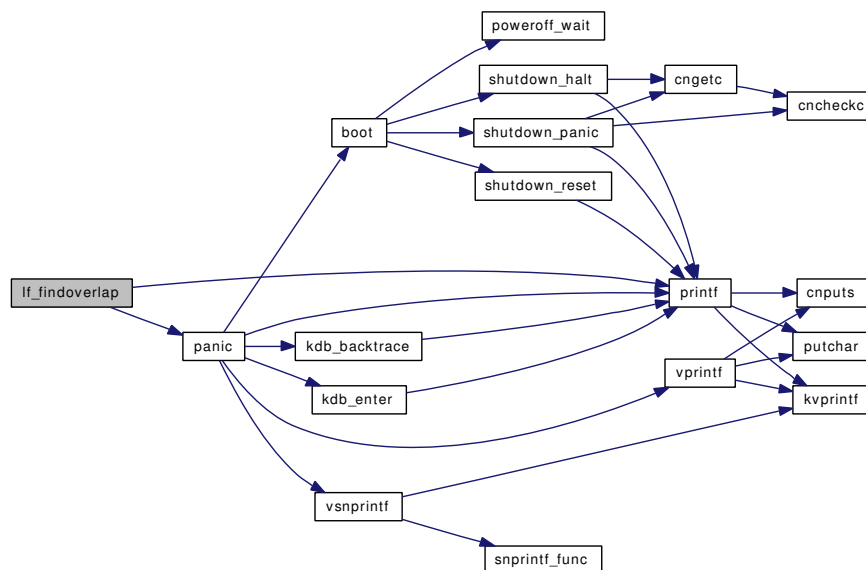 poweroff_wait
shutdown_halt
cngetc
cncheckc
boot
shutdown_panic
shutdown_reset
lf_findoverlap
printf
cnputs
panic
kdb_backtrace
putchar
vprintf
kdb_enter
kvprintf
vsnprintf
snprintf_func